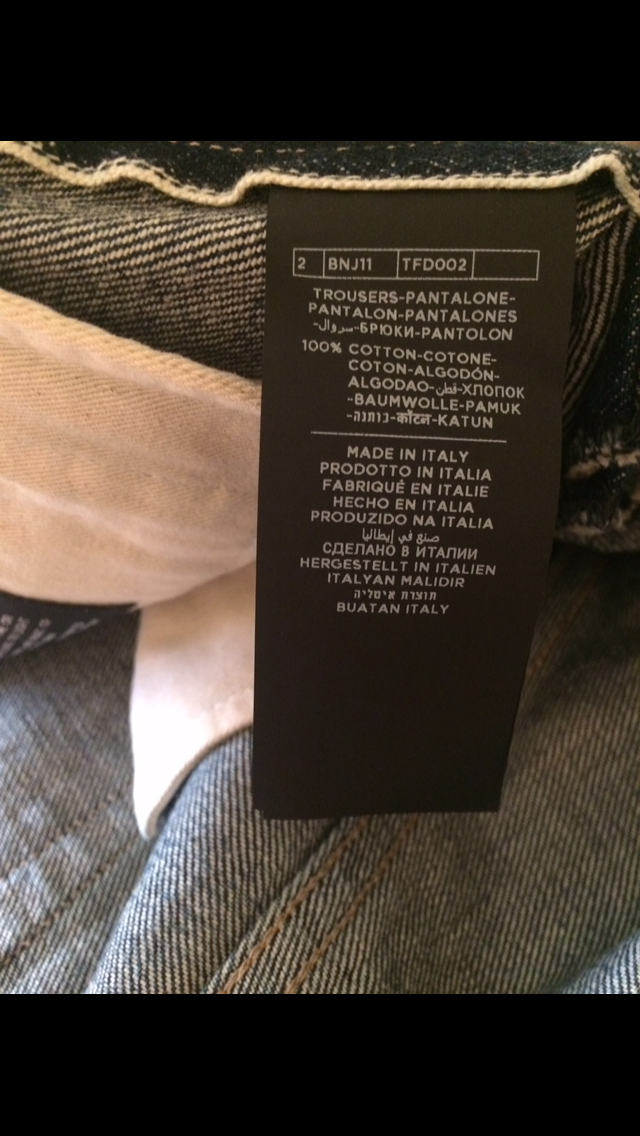 2 BNJ11 TFD002
TROUSERS-PANTALONE-
PANTALON-PANTALONES
-سروال-БРЮКИ-PANTOLON
100% COTTON-COTONE-
COTON-ALGODÓN-
ALGODAO-قطن-ХЛОПОК
-BAUMWOLLE-PAMUK
-כותנה-कॉटन-KATUN
MADE IN ITALY
PRODOTTO IN ITALIA
FABRIQUÉ EN ITALIE
HECHO EN ITALIA
PRODUZIDO NA ITALIA
صنع في إيطاليا
СДЕЛАНО В ИТАЛИИ
HERGESTELLT IN ITALIEN
ITALYAN MALIDIR
תוצרת איטליה
BUATAN ITALY